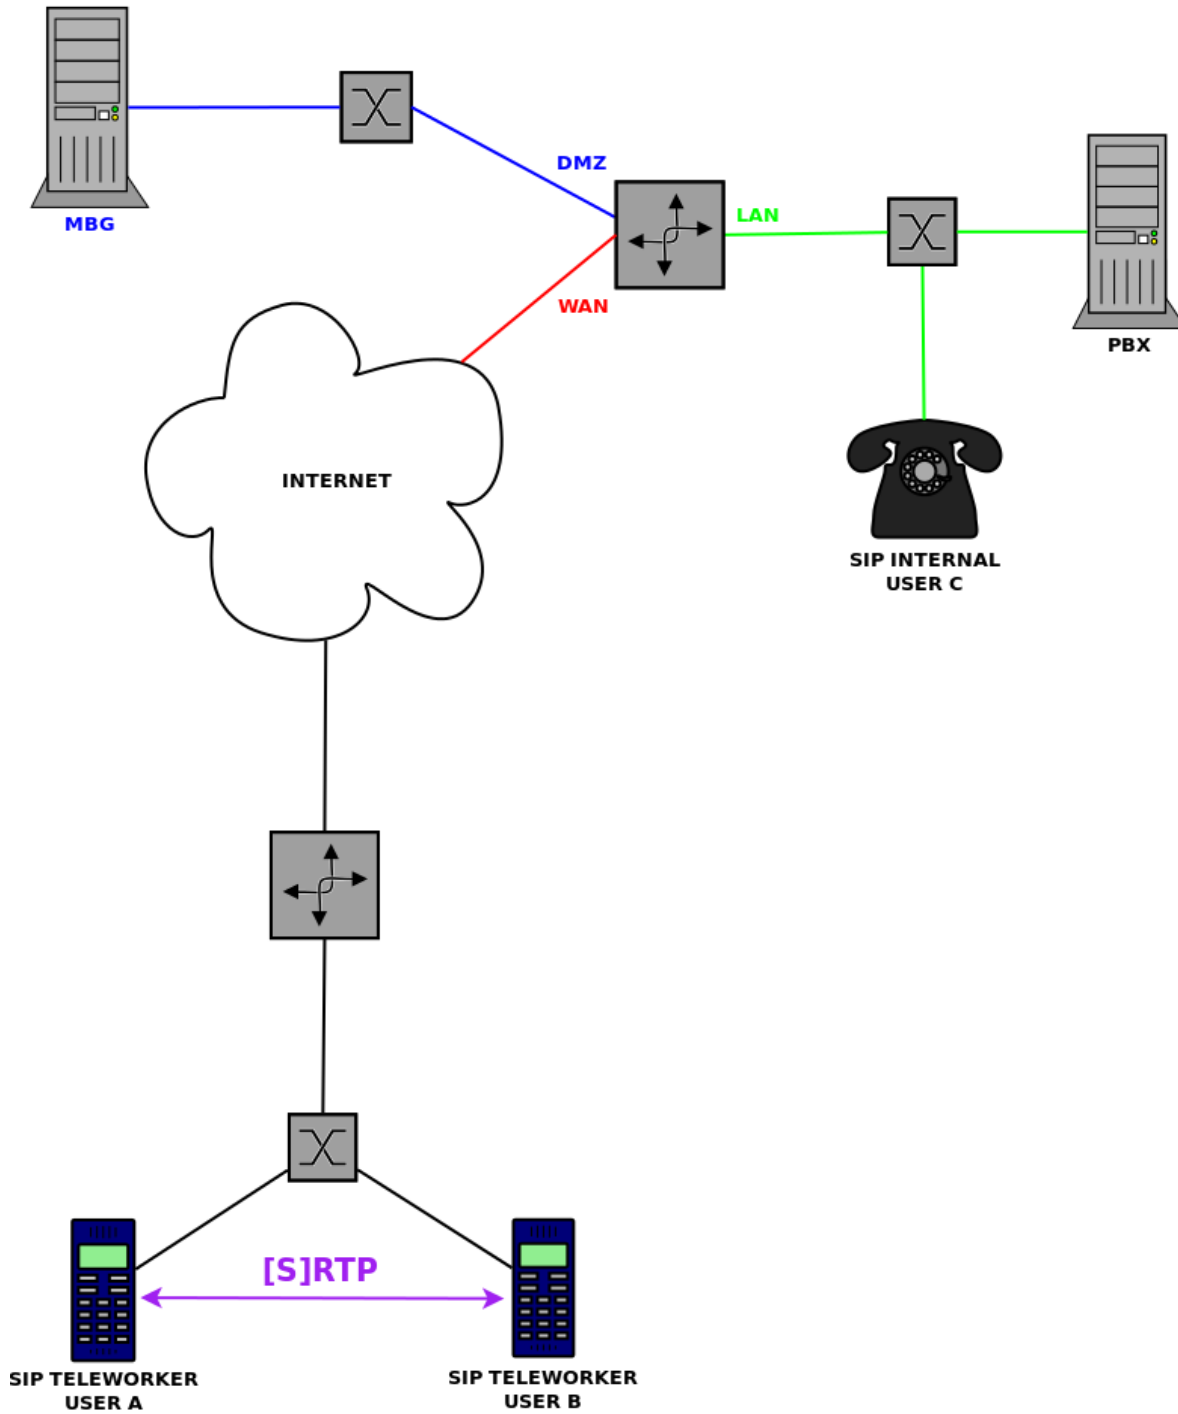 DMZ
LAN
MBG
WAN
PBX
INTERNET
SIP INTERNAL
USER C
[S]RTP
SIP TELEWORKER
USER A
SIP TELEWORKER
USER B